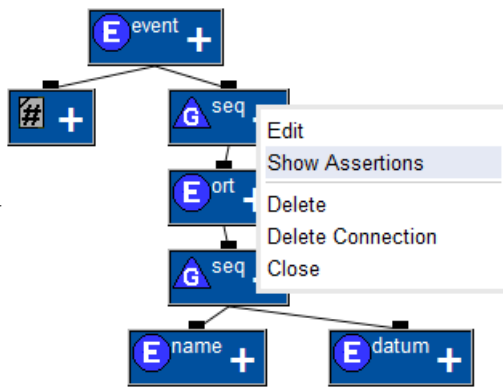 E event +
# +
G seq
Edit
Show Assertions
E ort
Delete
Delete Connection
G seq
Close
E name +
E datum +